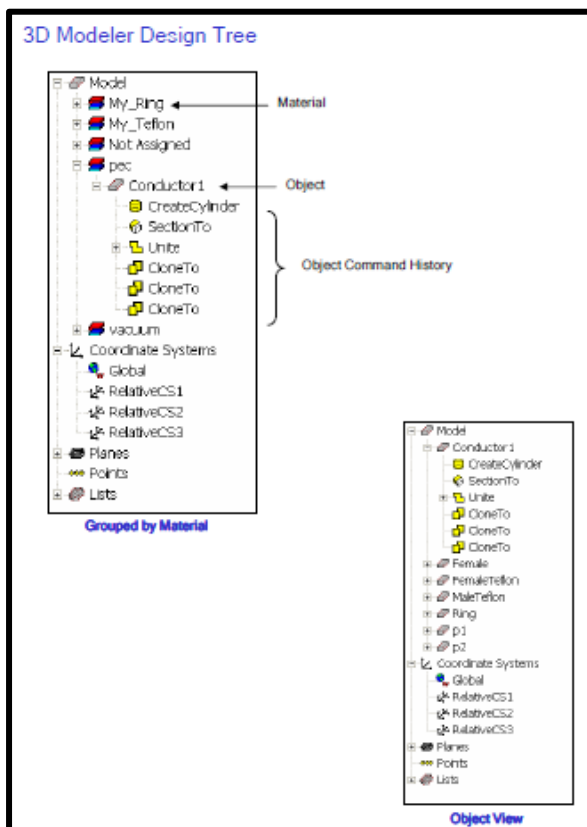 3D Modeler Design Tree
Model
My_Ring
Material
My_Teflon
Not Assigned
pec
Conductor1
Object
CreateCylinder
SectionTo
Unite
Object Command History
CloneTo
CloneTo
CloneTo
vacuum
Coordinate Systems
Global
RelativeCS1
RelativeCS2
RelativeCS3
Planes
Points
Lists
Grouped by Material
Model
Conductor1
CreateCylinder
SectionTo
Unite
CloneTo
CloneTo
CloneTo
Female
FemaleTeflon
MaleTeflon
Ring
p1
p2
Coordinate Systems
Global
RelativeCS1
RelativeCS2
RelativeCS3
Planes
Points
Lists
Object View